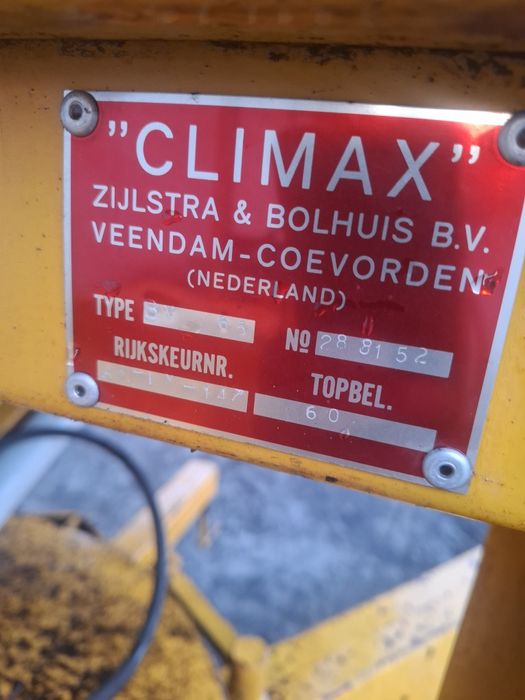 "CLIMAX"
ZIJLSTRA & BOLHUIS B.V.
VEENDAM-COEVORDEN
(NEDERLAND)
TYPE
Nº 28 81 52
RIJKSKEURNR.
TOPBEL.
60